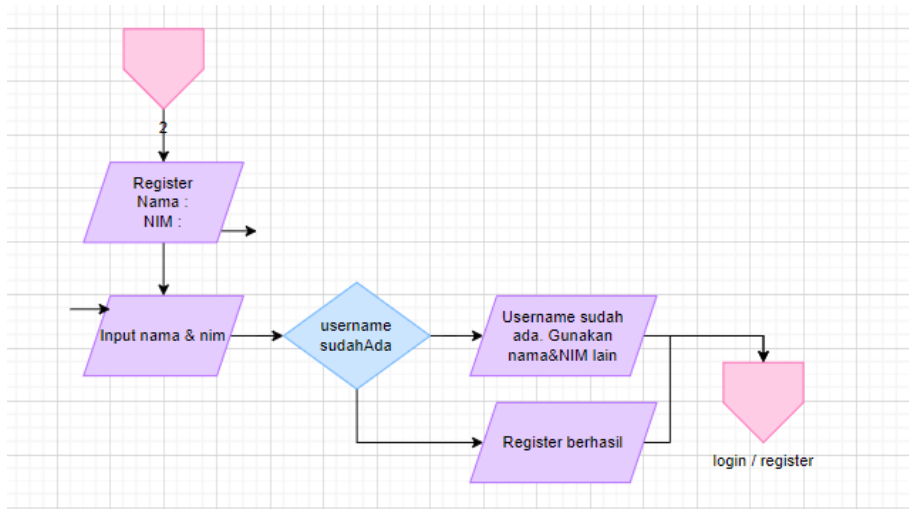 2
Register
Nama :
NIM :
Input nama & nim
username
sudahAda
Username sudah
ada. Gunakan
nama&NIM lain
Register berhasil
login / register